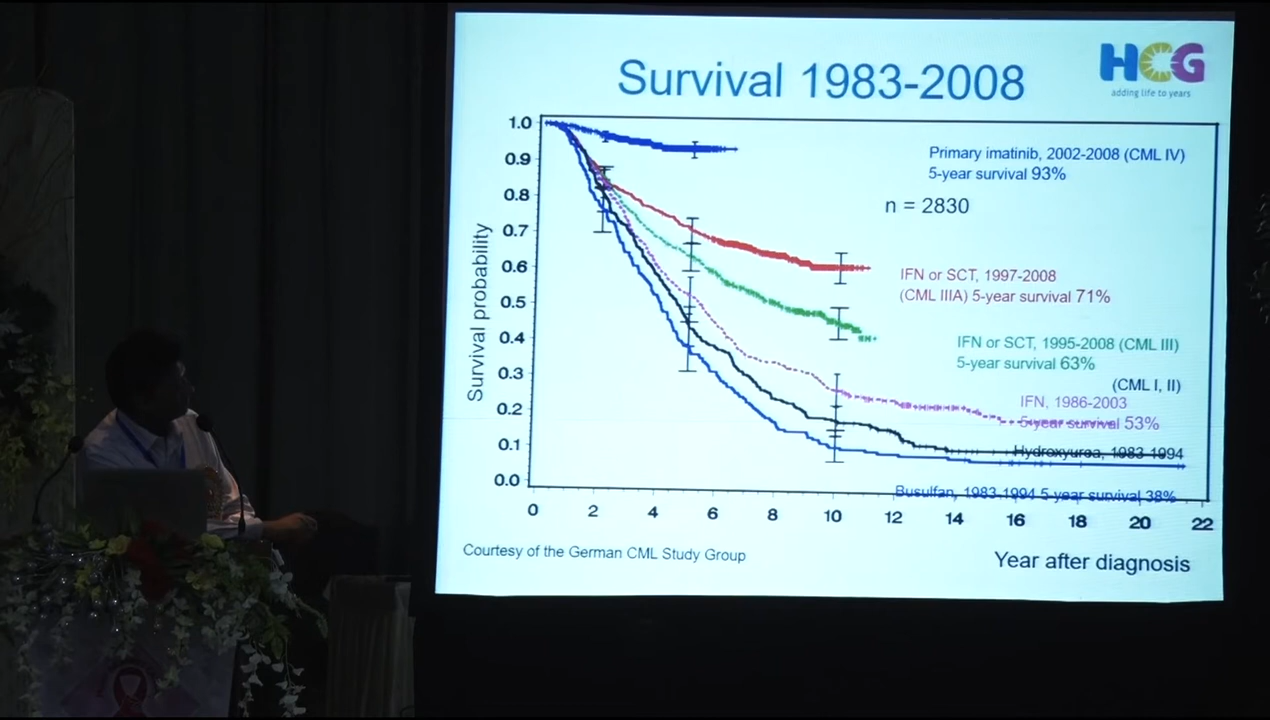 Survival 1983-2008
HCG
adding life to years
1.0
0.9
0.8
0.7
0.6
0.5
0.4
0.3
0.2
0.1
0.0
Survival probability
Primary imatinib, 2002-2008 (CML IV)
5-year survival 93%
n = 2830
IFN or SCT, 1997-2008
(CML IIIA) 5-year survival 71%
IFN or SCT, 1995-2008 (CML III)
5-year survival 63%
(CML I, II)
IFN, 1986-2003
5-year survival 53%
Hydroxyurea, 1983-1994
Busulfan, 1983-1994 5-year survival 38%
0 2 4 6 8 10 12 14 16 18 20 22
Year after diagnosis
Courtesy of the German CML Study Group